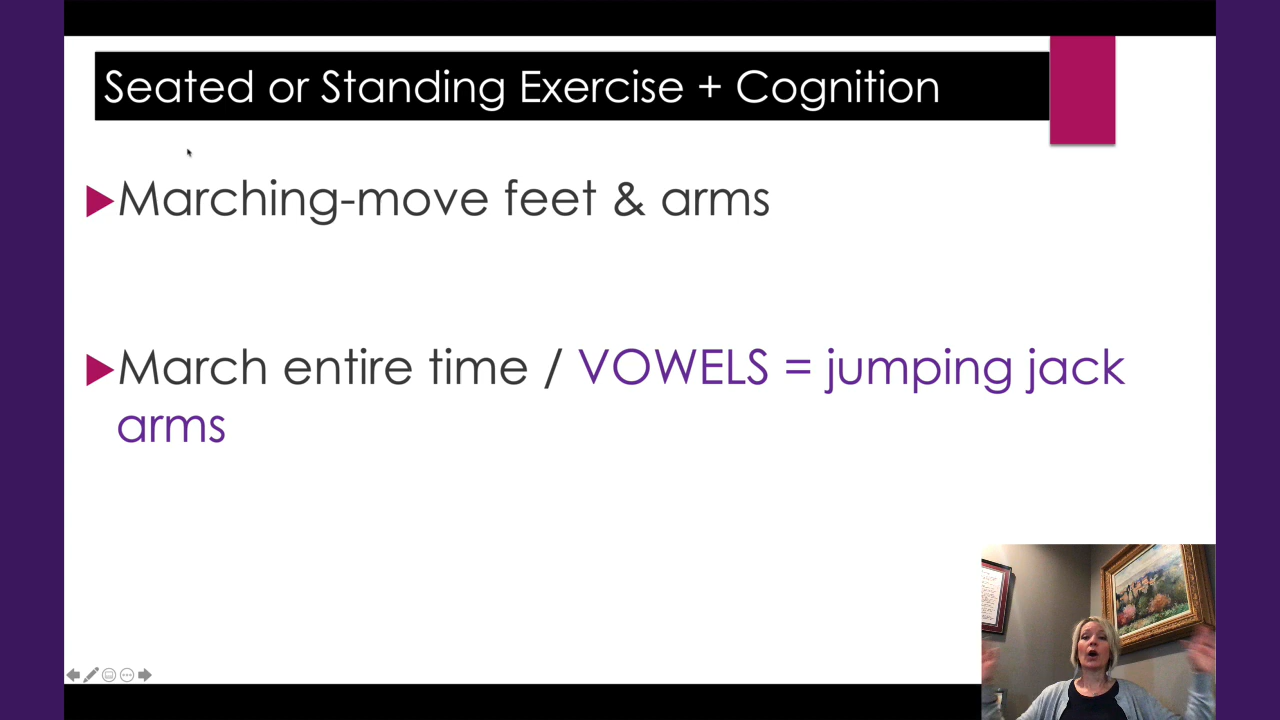 Seated or Standing Exercise + Cognition
Marching-move feet & arms
March entire time / VOWELS = jumping jack
arms